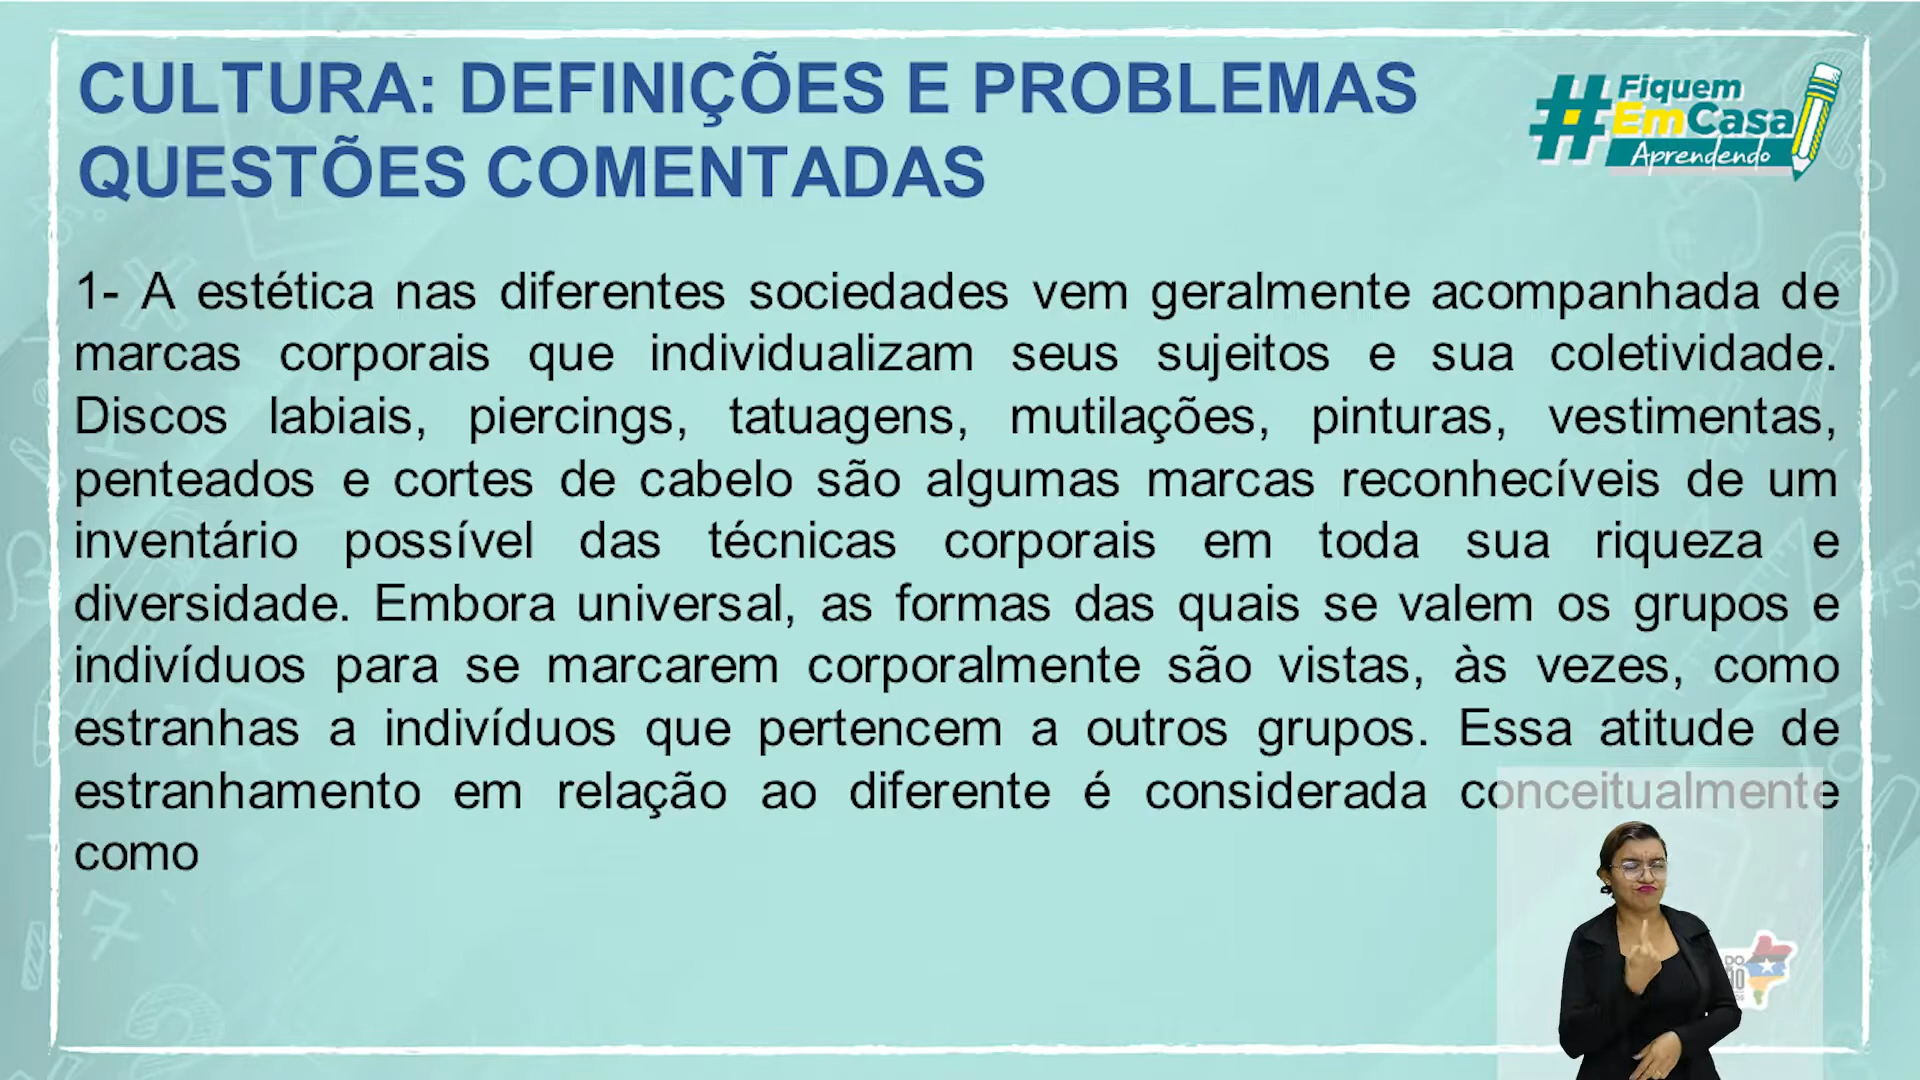 CULTURA: DEFINIÇÕES E PROBLEMAS
QUESTÕES COMENTADAS
#Fiquem
EmCasa
Aprendendo
1- A estética nas diferentes sociedades vem geralmente acompanhada de
marcas corporais que individualizam seus sujeitos e sua coletividade.
Discos labiais, piercings, tatuagens, mutilações, pinturas, vestimentas,
penteados e cortes de cabelo são algumas marcas reconhecíveis de um
inventário possível das técnicas corporais em toda sua riqueza e
diversidade. Embora universal, as formas das quais se valem os grupos e
indivíduos para se marcarem corporalmente são vistas, às vezes, como
estranhas a indivíduos que pertencem a outros grupos. Essa atitude de
estranhamento em relação ao diferente é considerada conceitualmente
como
DO